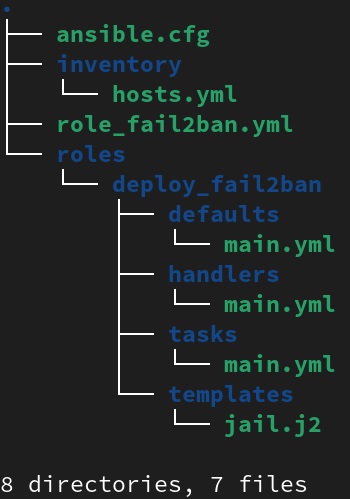 .
├── ansible.cfg
├── inventory
│   └── hosts.yml
├── role_fail2ban.yml
└── roles
    └── deploy_fail2ban
        ├── defaults
        │   └── main.yml
        ├── handlers
        │   └── main.yml
        ├── tasks
        │   └── main.yml
        └── templates
            └── jail.j2

8 directories, 7 files